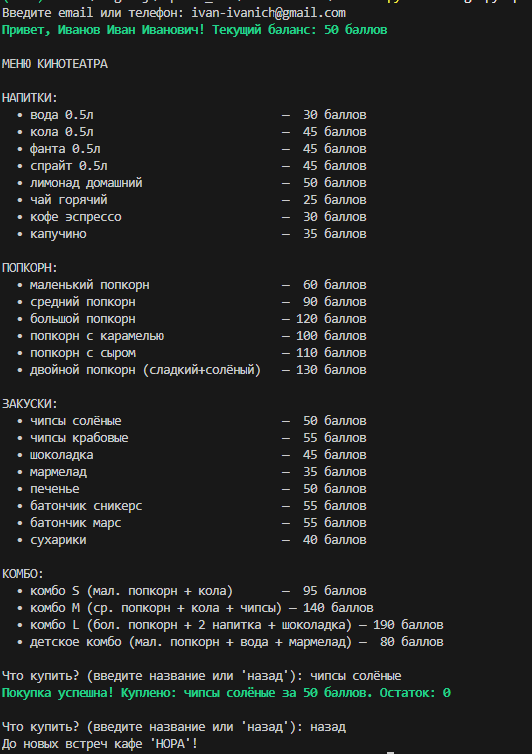 Введите email или телефон: ivan-ivanich@gmail.com
Привет, Иванов Иван Иванович! Текущий баланс: 50 баллов
МЕНЮ КИНОТЕАТРА
НАПИТКИ:
• вода 0.5л — 30 баллов
• кола 0.5л — 45 баллов
• фанта 0.5л — 45 баллов
• спрайт 0.5л — 45 баллов
• лимонад домашний — 50 баллов
• чай горячий — 25 баллов
• кофе эспрессо — 30 баллов
• капучино — 35 баллов
ПОПКОРН:
• маленький попкорн — 60 баллов
• средний попкорн — 90 баллов
• большой попкорн — 120 баллов
• попкорн с карамелью — 100 баллов
• попкорн с сыром — 110 баллов
• двойной попкорн (сладкий+солёный) — 130 баллов
ЗАКУСКИ:
• чипсы солёные — 50 баллов
• чипсы крабовые — 55 баллов
• шоколадка — 45 баллов
• мармелад — 35 баллов
• печенье — 50 баллов
• батончик сникерс — 55 баллов
• батончик марс — 55 баллов
• сухарики — 40 баллов
КОМБО:
• комбо S (мал. попкорн + кола) — 95 баллов
• комбо M (ср. попкорн + кола + чипсы) — 140 баллов
• комбо L (бол. попкорн + 2 напитка + шоколадка) — 190 баллов
• детское комбо (мал. попкорн + вода + мармелад) — 80 баллов
Что купить? (введите название или 'назад'): чипсы солёные
Покупка успешна! Куплено: чипсы солёные за 50 баллов. Остаток: 0
Что купить? (введите название или 'назад'): назад
До новых встреч кафе 'НОРА'!